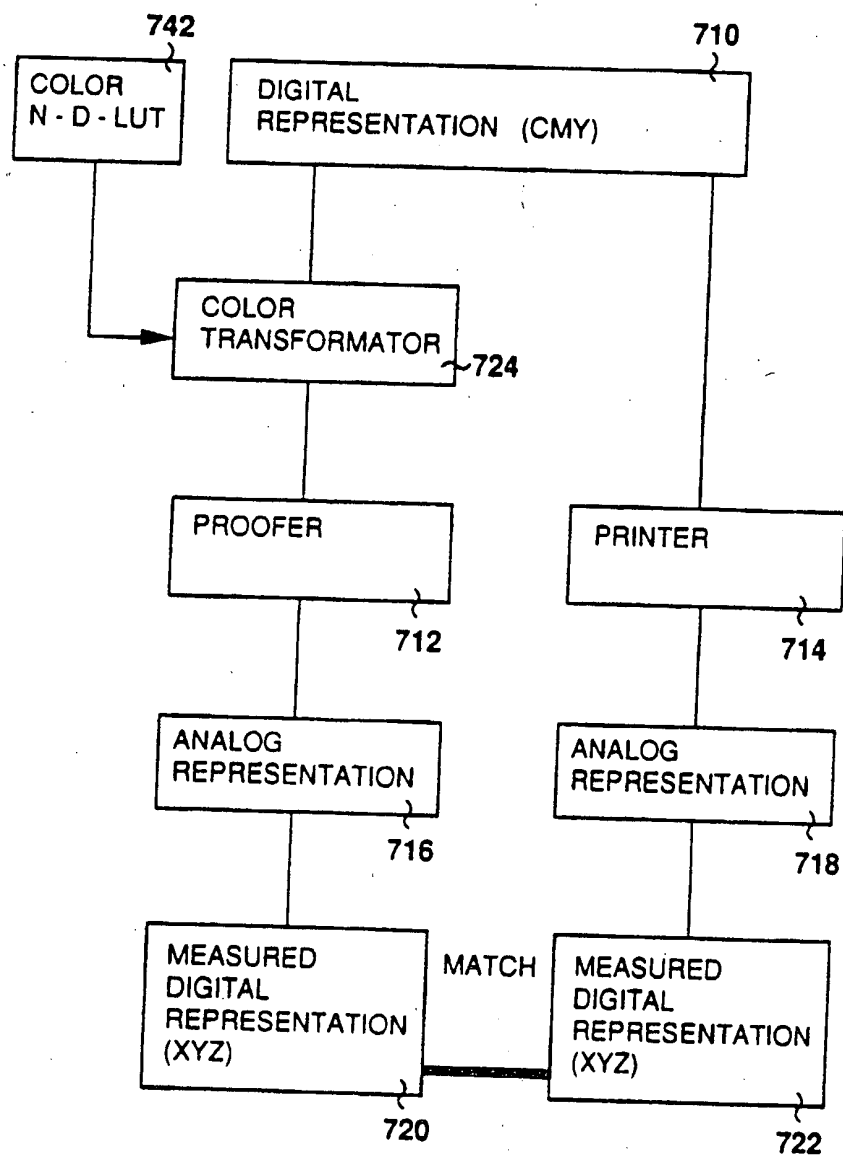 742
710
COLOR
N - D - LUT
DIGITAL
REPRESENTATION (CMY)
COLOR
TRANSFORMATOR
724
PROOFER
712
PRINTER
714
ANALOG
REPRESENTATION
716
ANALOG
REPRESENTATION
718
MEASURED
DIGITAL
REPRESENTATION
(XYZ)
720
MATCH
MEASURED
DIGITAL
REPRESENTATION
(XYZ)
722